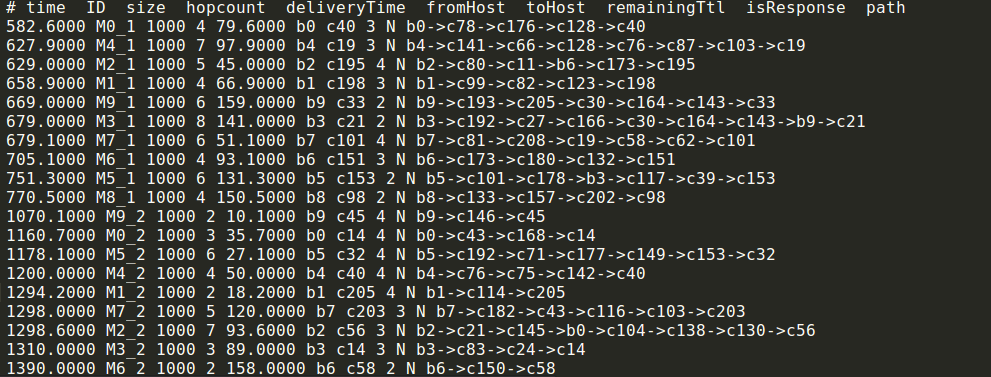 # time  ID  size  hopcount  deliveryTime  fromHost  toHost  remainingTtl  isResponse  path
582.6000 M0_1 1000 4 79.6000 b0 c40 3 N b0->c78->c176->c128->c40
627.9000 M4_1 1000 7 97.9000 b4 c19 3 N b4->c141->c66->c128->c76->c87->c103->c19
629.0000 M2_1 1000 5 45.0000 b2 c195 4 N b2->c80->c11->b6->c173->c195
658.9000 M1_1 1000 4 66.9000 b1 c198 3 N b1->c99->c82->c123->c198
669.0000 M9_1 1000 6 159.0000 b9 c33 2 N b9->c193->c205->c30->c164->c143->c33
679.0000 M3_1 1000 8 141.0000 b3 c21 2 N b3->c192->c27->c166->c30->c164->c143->b9->c21
679.1000 M7_1 1000 6 51.1000 b7 c101 4 N b7->c81->c208->c19->c58->c62->c101
705.1000 M6_1 1000 4 93.1000 b6 c151 3 N b6->c173->c180->c132->c151
751.3000 M5_1 1000 6 131.3000 b5 c153 2 N b5->c101->c178->b3->c117->c39->c153
770.5000 M8_1 1000 4 150.5000 b8 c98 2 N b8->c133->c157->c202->c98
1070.1000 M9_2 1000 2 10.1000 b9 c45 4 N b9->c146->c45
1160.7000 M0_2 1000 3 35.7000 b0 c14 4 N b0->c43->c168->c14
1178.1000 M5_2 1000 6 27.1000 b5 c32 4 N b5->c192->c71->c177->c149->c153->c32
1200.0000 M4_2 1000 4 50.0000 b4 c40 4 N b4->c76->c75->c142->c40
1294.2000 M1_2 1000 2 18.2000 b1 c205 4 N b1->c114->c205
1298.0000 M7_2 1000 5 120.0000 b7 c203 3 N b7->c182->c43->c116->c103->c203
1298.6000 M2_2 1000 7 93.6000 b2 c56 3 N b2->c21->c145->b0->c104->c138->c130->c56
1310.0000 M3_2 1000 3 89.0000 b3 c14 3 N b3->c83->c24->c14
1390.0000 M6_2 1000 2 158.0000 b6 c58 2 N b6->c150->c58